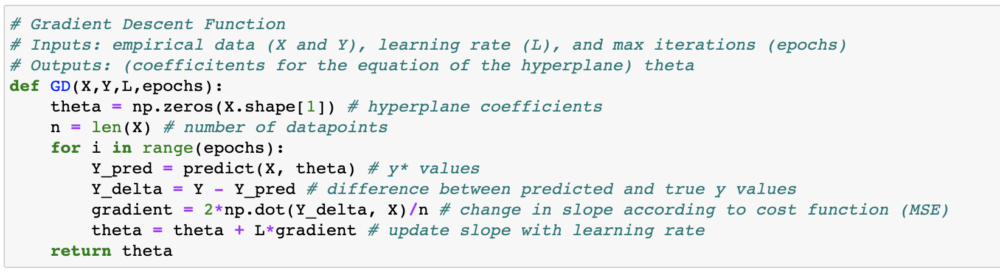 # Gradient Descent Function
# Inputs: empirical data (X and Y), learning rate (L), and max iterations (epochs)
# Outputs: (coefficitents for the equation of the hyperplane) theta
def GD(X,Y,L,epochs):
    theta = np.zeros(X.shape[1]) # hyperplane coefficients
    n = len(X) # number of datapoints
    for i in range(epochs):
        Y_pred = predict(X, theta) # y* values
        Y_delta = Y - Y_pred # difference between predicted and true y values
        gradient = 2*np.dot(Y_delta, X)/n # change in slope according to cost function (MSE)
        theta = theta + L*gradient # update slope with learning rate
    return theta